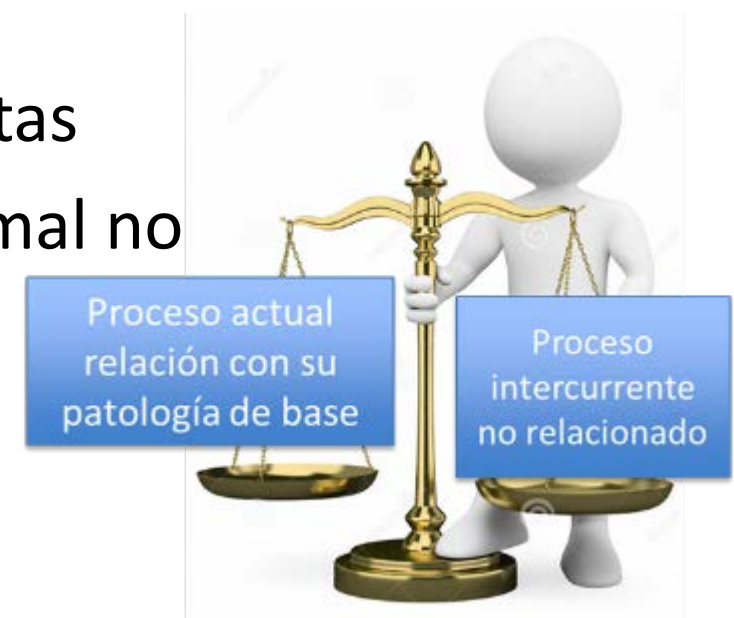 tas
mal no
Proceso actual
relación con su
patología de base
Proceso
intercurrente
no relacionado